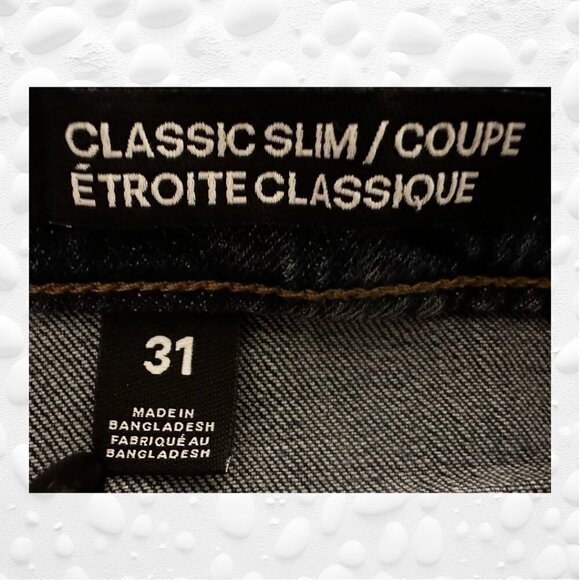 CLASSIC SLIM / COUPE
ÉTROITE CLASSIQUE
31
MADE IN
BANGLADESH
FABRIQUÉ AU
BANGLADESH